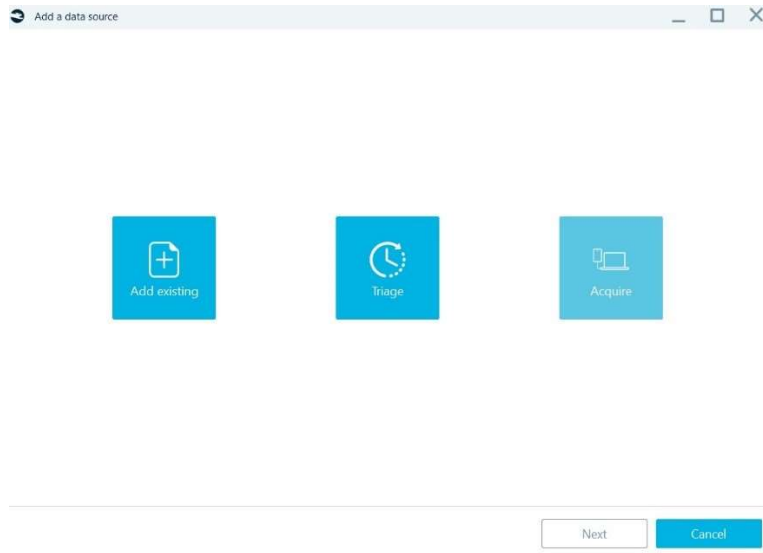 Add a data source
Add existing
Triage
Acquire
Next
Cancel